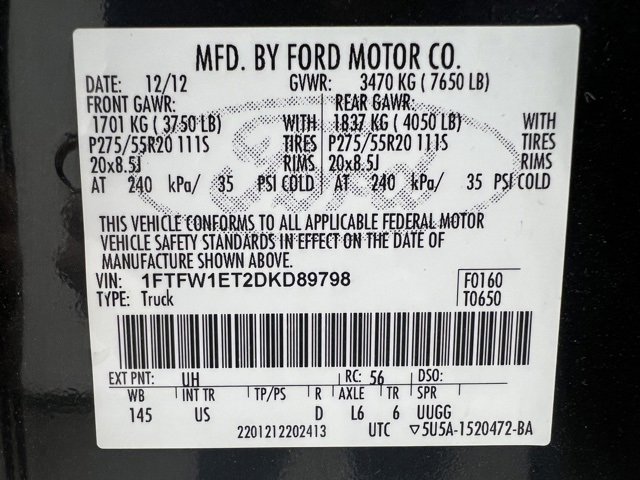 MFD. BY FORD MOTOR CO.
DATE: 12/12 GVWR: 3470 KG ( 7650 LB)
FRONT GAWR: REAR GAWR:
1701 KG ( 3750 LB) WITH 1837 KG ( 4050 LB) WITH
P275/55R20 111S TIRES P275/55R20 111S TIRES
20x8.5J RIMS 20x8.5J RIMS
AT 240 kPa/ 35 PSI COLD AT 240 kPa/ 35 PSI COLD
Ford
THIS VEHICLE CONFORMS TO ALL APPLICABLE FEDERAL MOTOR
VEHICLE SAFETY STANDARDS IN EFFECT ON THE DATE OF
MANUFACTURE SHOWN ABOVE.
VIN: 1FTFW1ET2DKD89798 F0160
TYPE: Truck T0650
EXT PNT: UH RC: 56 DSO:
WB INT TR TP/PS R AXLE TR SPR
145 US D L6 6 UUGG
2201212202413 UTC ▽5U5A-1520472-BA